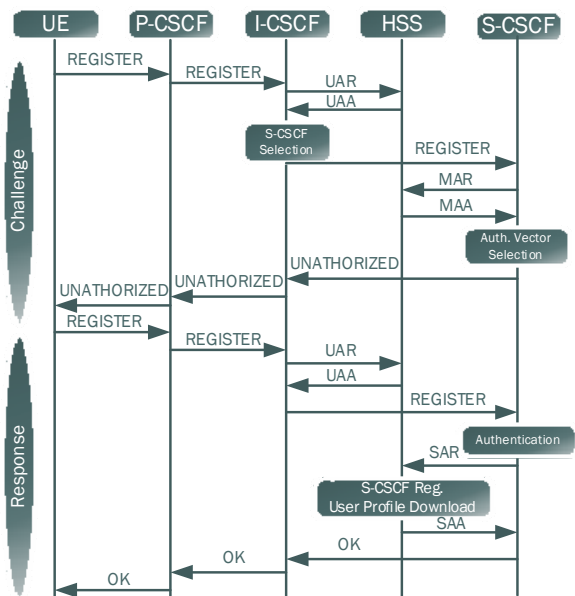 UE P-CSCF I-CSCF HSS S-CSCF
REGISTER
REGISTER
UAR
UAA
S-CSCF
Selection
REGISTER
MAR
MAA
Challenge
Auth. Vector
Selection
UNATHORIZED
UNATHORIZED
UNATHORIZED
REGISTER
REGISTER
UAR
UAA
REGISTER
Authentication
SAR
Response
S-CSCF Reg.
User Profile Download
SAA
OK
OK
OK